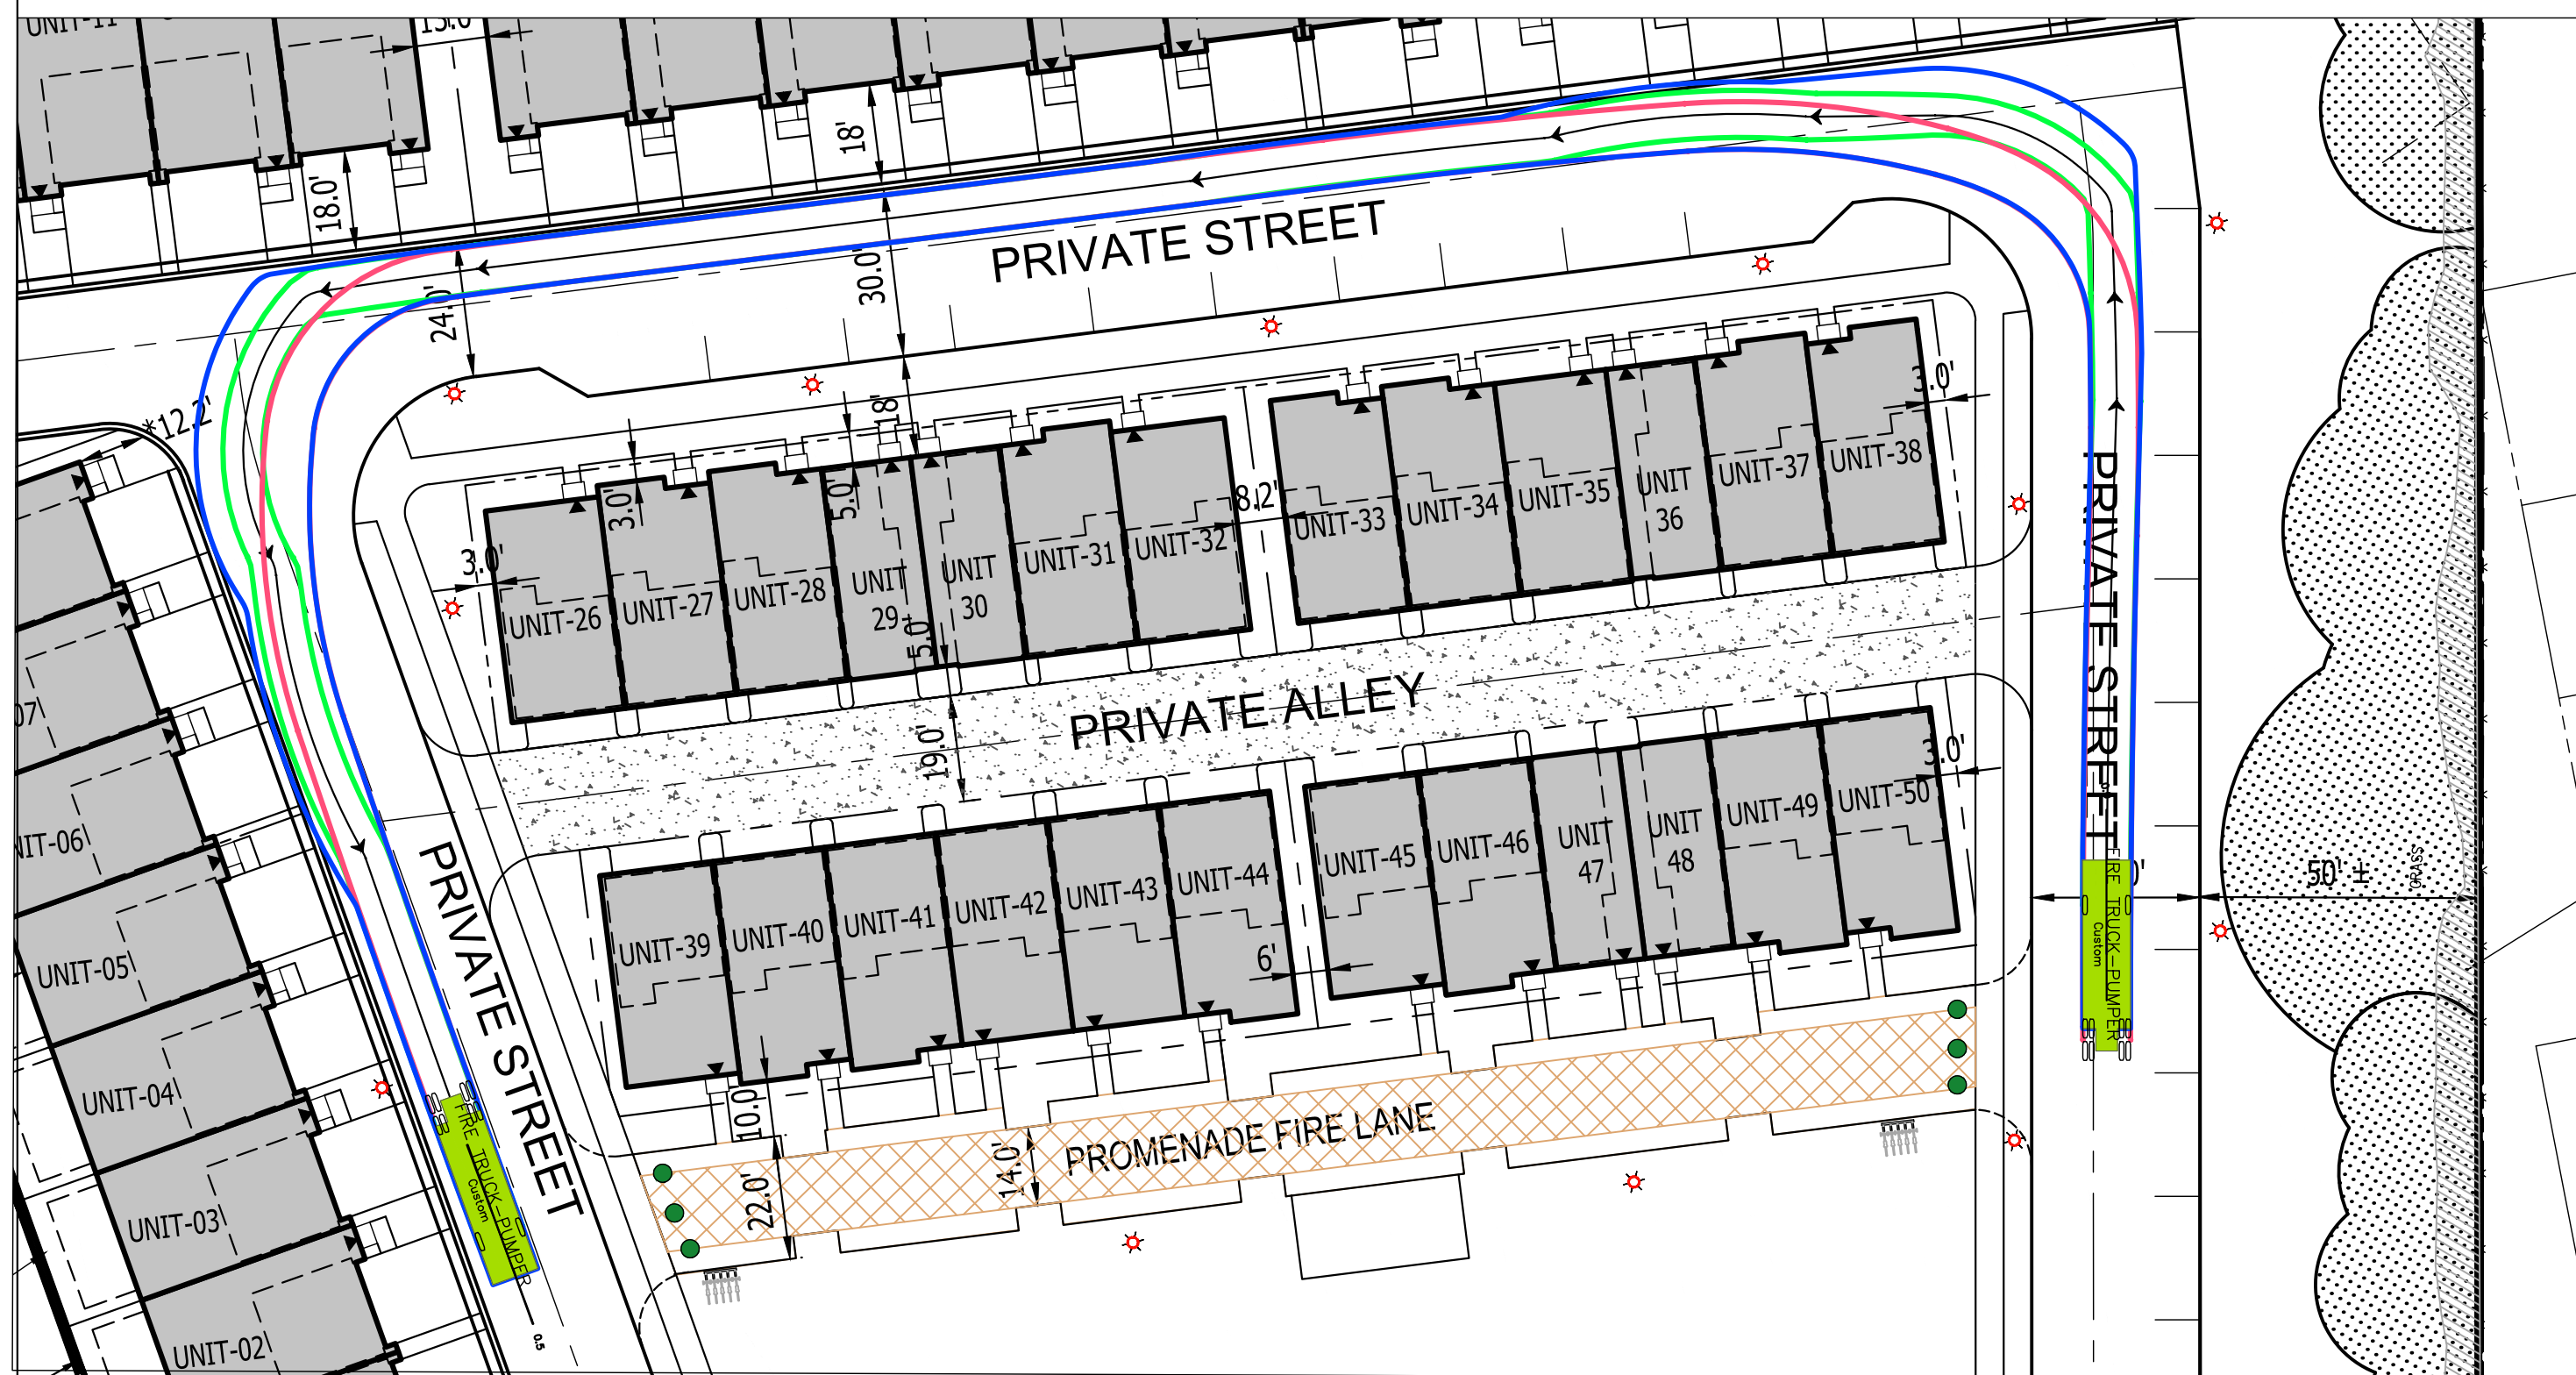 UNIT-11
13.0'
18.0'
18'
PRIVATE STREET
30.0'
24.0'
*12.2'
18'
3.0'
5.0'
3.0'
8.2'
3.0'
UNIT-26
UNIT-27
UNIT-28
UNIT
29
UNIT
30
UNIT-31
UNIT-32
UNIT-33
UNIT-34
UNIT-35
UNIT
36
UNIT-37
UNIT-38
5.0'
PRIVATE STREET
PRIVATE ALLEY
19.0'
3.0'
07
NIT-06
UNIT-05
UNIT-04
UNIT-03
UNIT-02
PRIVATE STREET
UNIT-39
UNIT-40
UNIT-41
UNIT-42
UNIT-43
UNIT-44
UNIT-45
UNIT-46
UNIT
47
UNIT
48
UNIT-49
UNIT-50
6'
0'
50' ±
GRASS
FIRE TRUCK-PUMPER
Custom
10.0'
22.0'
14.0'
PROMENADE FIRE LANE
FIRE TRUCK-PUMPER
Custom
0.5